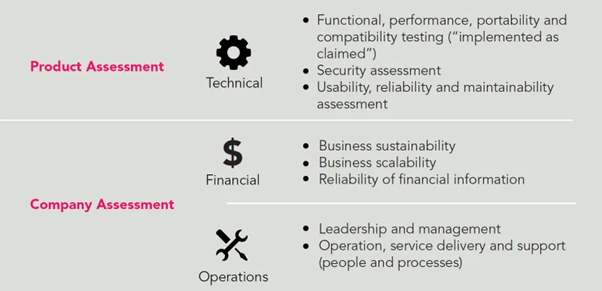 Product Assessment
Technical
• Functional, performance, portability and
compatibility testing (“implemented as
claimed”)
• Security assessment
• Usability, reliability and maintainability
assessment
Company Assessment
$
Financial
• Business sustainability
• Business scalability
• Reliability of financial information
Operations
• Leadership and management
• Operation, service delivery and support
(people and processes)